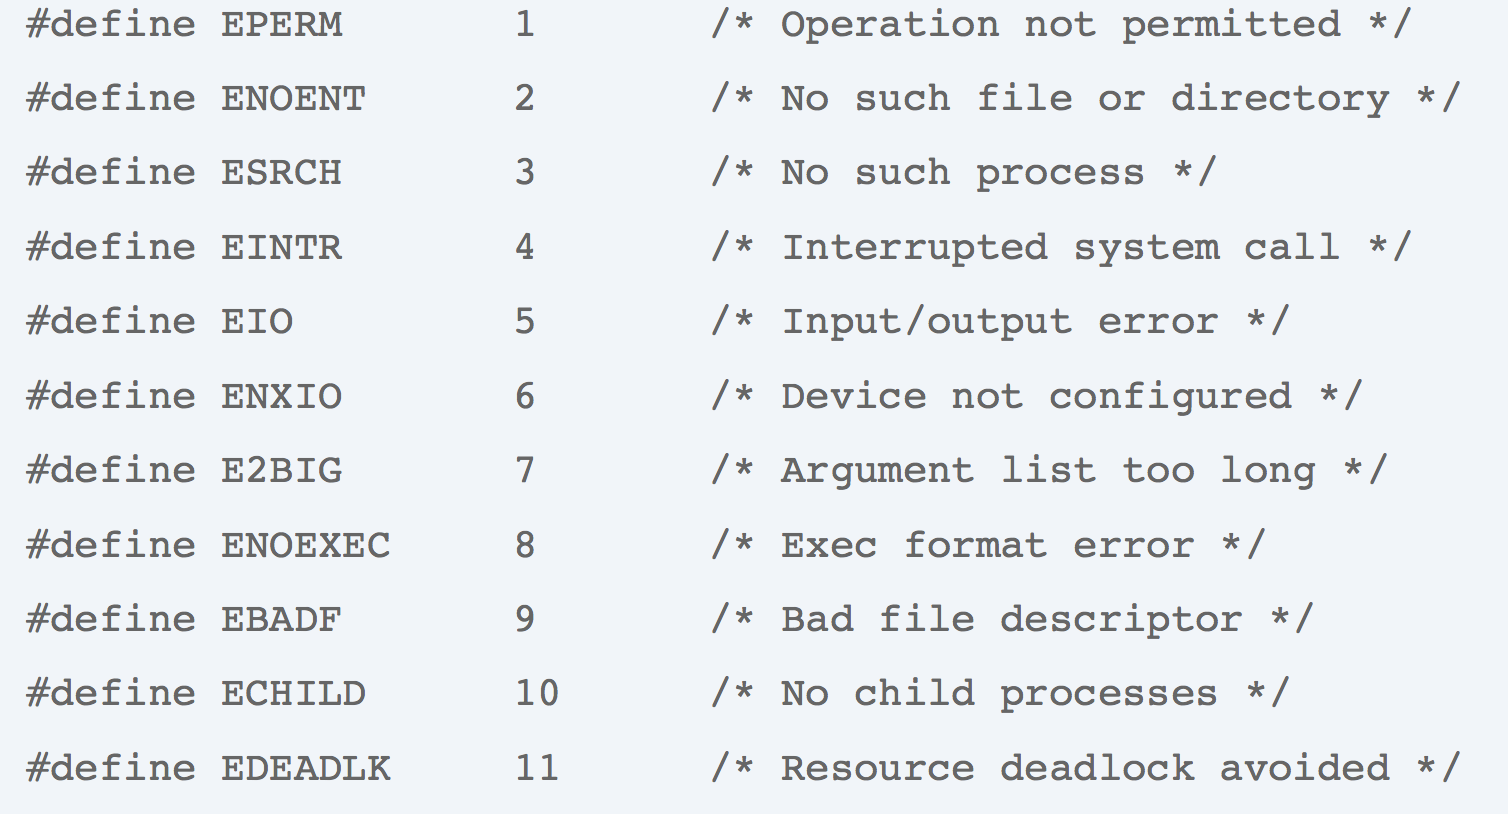 #define EPERM 1 /* Operation not permitted */
#define ENOENT 2 /* No such file or directory */
#define ESRCH 3 /* No such process */
#define EINTR 4 /* Interrupted system call */
#define EIO 5 /* Input/output error */
#define ENXIO 6 /* Device not configured */
#define E2BIG 7 /* Argument list too long */
#define ENOEXEC 8 /* Exec format error */
#define EBADF 9 /* Bad file descriptor */
#define ECHILD 10 /* No child processes */
#define EDEADLK 11 /* Resource deadlock avoided */